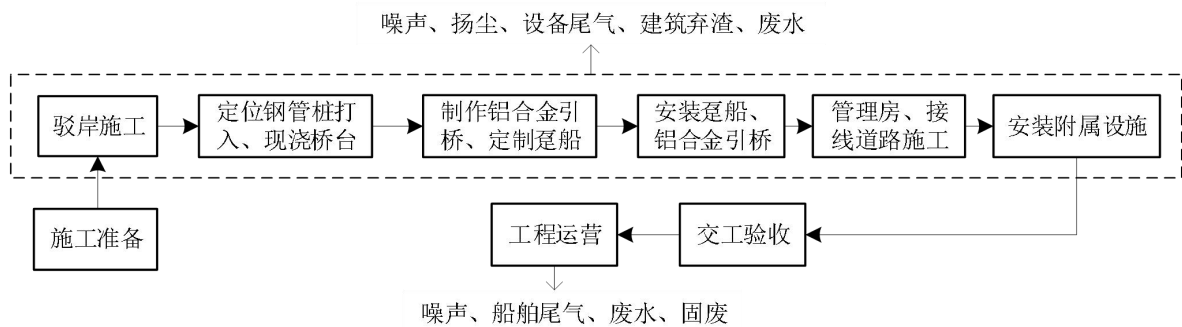 噪声、扬尘、设备尾气、建筑弃渣、废水
驳岸施工
定位钢管桩打
入、现浇桥台
制作铝合金引
桥、定制趸船
安装趸船、
铝合金引桥
管理房、接
线道路施工
安装附属设施
施工准备
工程运营
交工验收
噪声、船舶尾气、废水、固废